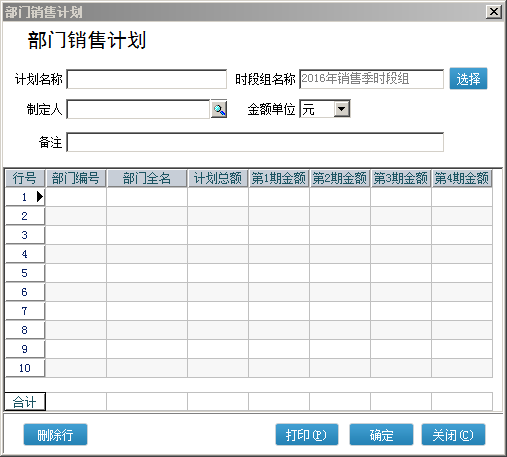 部门销售计划
部门销售计划
计划名称 时段组名称 2016年销售季时段组 选择
制定人 金额单位 元
备注
行号 部门编号 部门全名 计划总额 第1期金额 第2期金额 第3期金额 第4期金额
1
2
3
4
5
6
7
8
9
10
合计
删除行 打印(P) 确定 关闭(C)